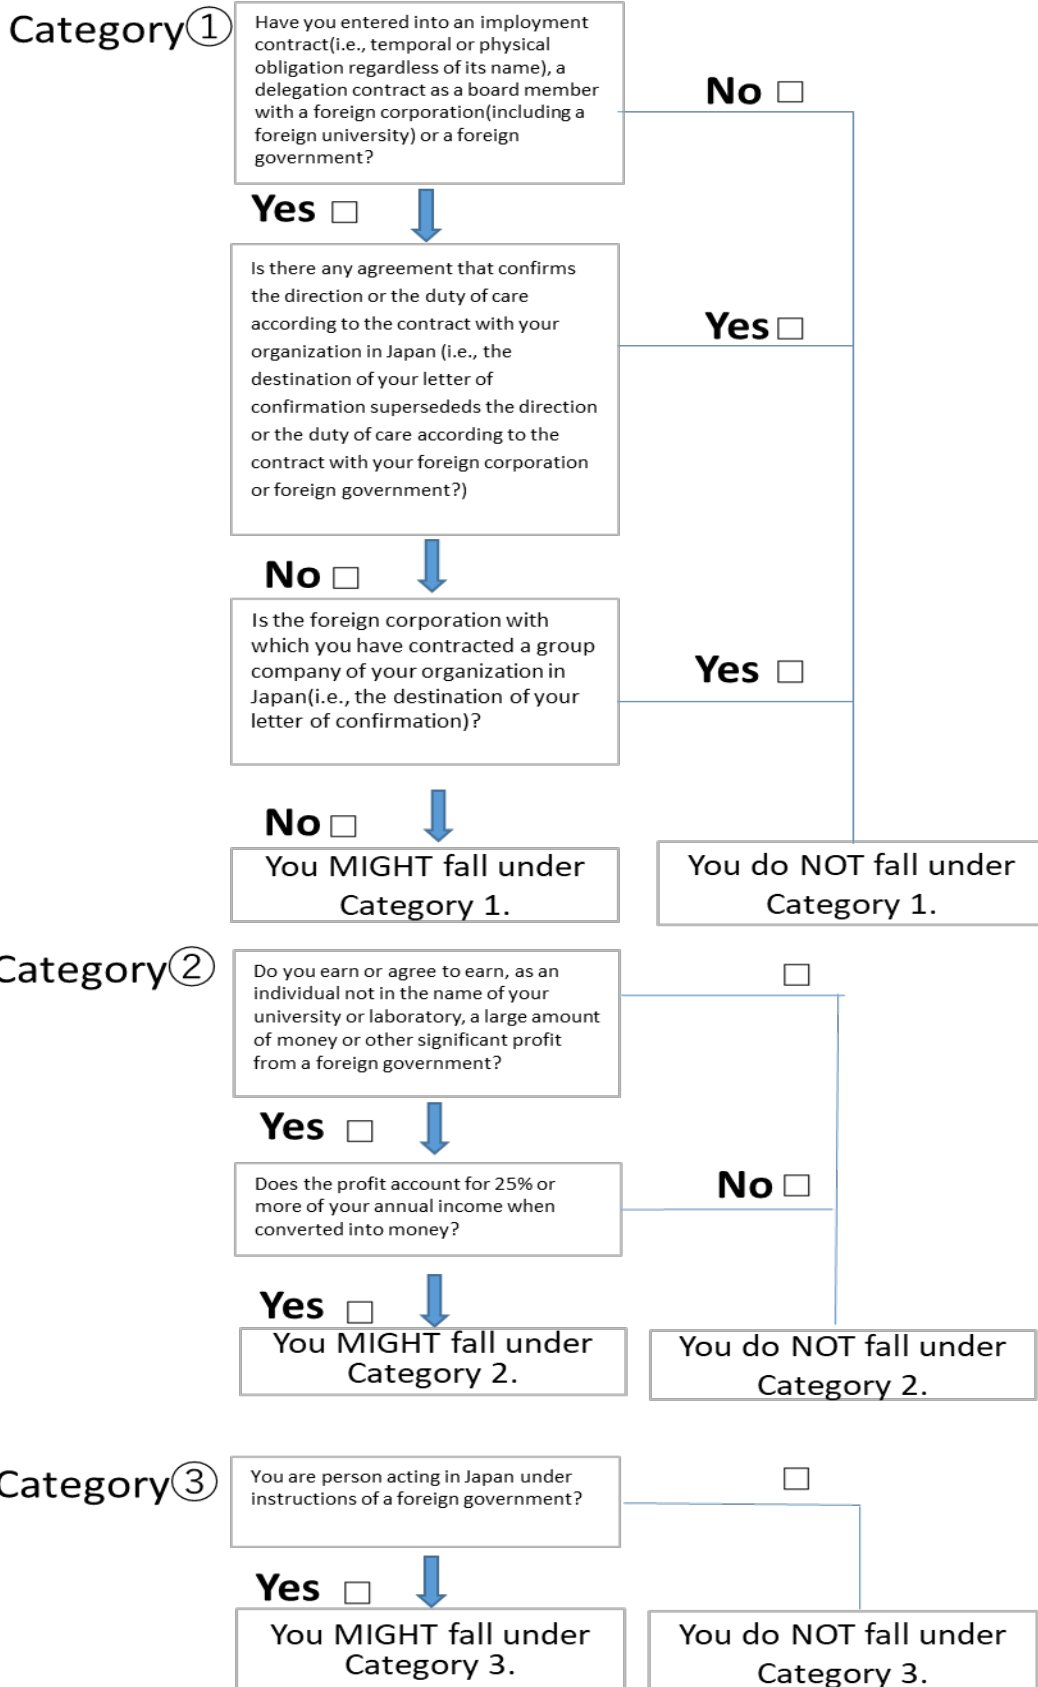 Category①
Have you entered into an imployment
contract(i.e., temporal or physical
obligation regardless of its name), a
delegation contract as a board member
with a foreign corporation(including a
foreign university) or a foreign
government?
No □
Yes □
Is there any agreement that confirms
the direction or the duty of care
according to the contract with your
organization in Japan (i.e., the
destination of your letter of
confirmation supersededs the direction
or the duty of care according to the
contract with your foreign corporation
or foreign government?)
Yes □
No □
Is the foreign corporation with
which you have contracted a group
company of your organization in
Japan(i.e., the destination of your
letter of confirmation)?
Yes □
No □
You MIGHT fall under
Category 1.
You do NOT fall under
Category 1.
Category②
Do you earn or agree to earn, as an
individual not in the name of your
university or laboratory, a large amount
of money or other significant profit
from a foreign government?
□
Yes □
Does the profit account for 25% or
more of your annual income when
converted into money?
No □
Yes □
You MIGHT fall under
Category 2.
You do NOT fall under
Category 2.
Category③
You are person acting in Japan under
instructions of a foreign government?
□
Yes □
You MIGHT fall under
Category 3.
You do NOT fall under
Category 3.